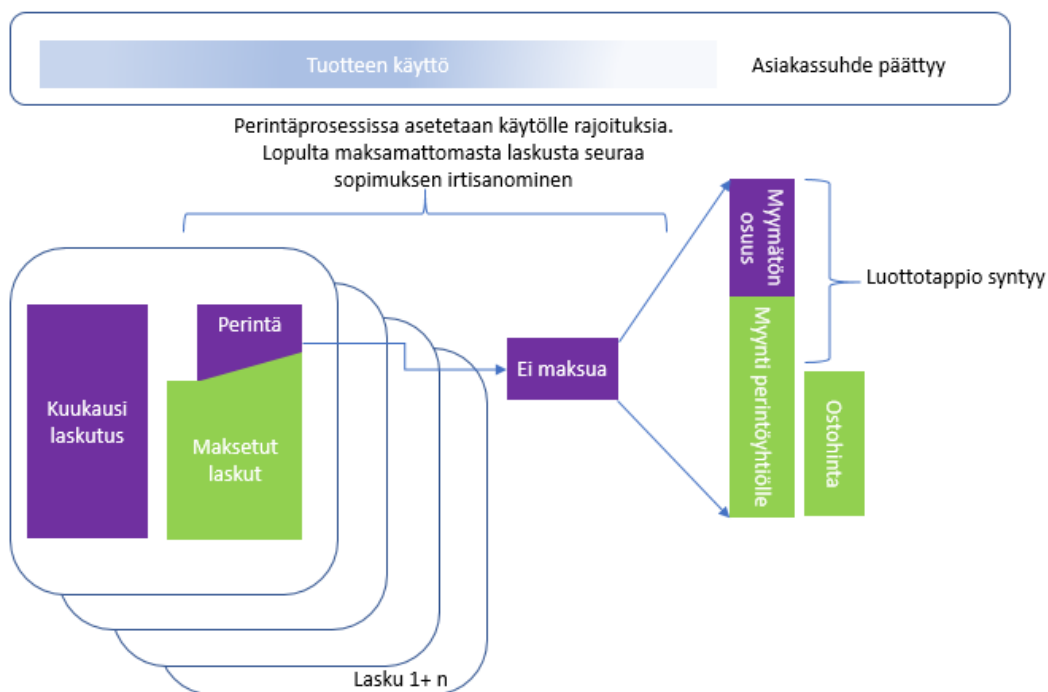 Tuotteen käyttö
Asiakassuhde päättyy
Perintäprosessissa asetetaan käytölle rajoituksia.
Lopulta maksamattomasta laskusta seuraa
sopimuksen irtisanominen
Kuukausi
laskutus
Perintä
Maksetut
laskut
Lasku 1+ n
Ei maksua
Myymätön
osuus
Myynti perintöyhtiölle
Ostohinta
Luottotappio syntyy